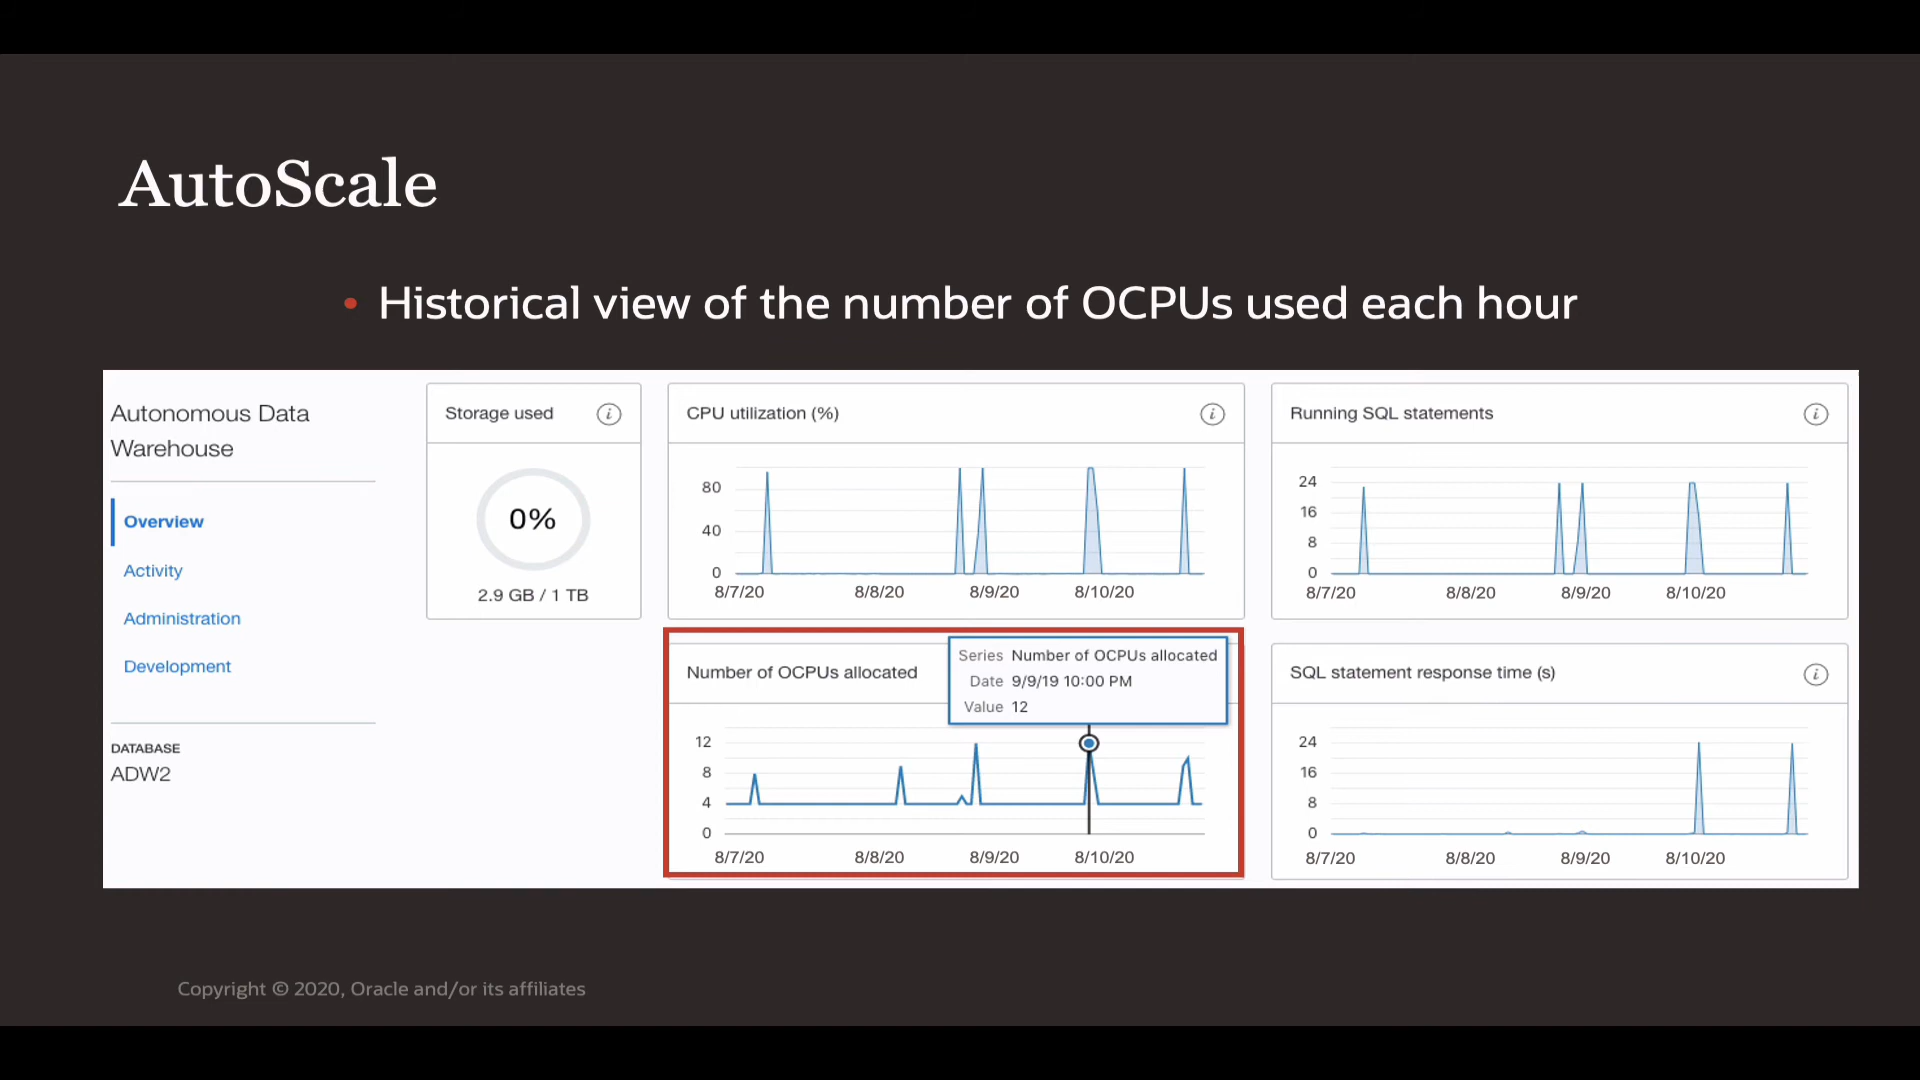 AutoScale
• Historical view of the number of OCPUs used each hour
Autonomous Data
Warehouse
Overview
Activity
Administration
Development
DATABASE
ADW2
Storage used
0%
2.9 GB / 1 TB
CPU utilization (%)
80
40
0
8/7/20 8/8/20 8/9/20 8/10/20
Running SQL statements
24
16
8
0
8/7/20 8/8/20 8/9/20 8/10/20
Number of OCPUs allocated
Series Number of OCPUs allocated
Date 9/9/19 10:00 PM
Value 12
12
8
4
0
8/7/20 8/8/20 8/9/20 8/10/20
SQL statement response time (s)
24
16
8
0
8/7/20 8/8/20 8/9/20 8/10/20
Copyright © 2020, Oracle and/or its affiliates